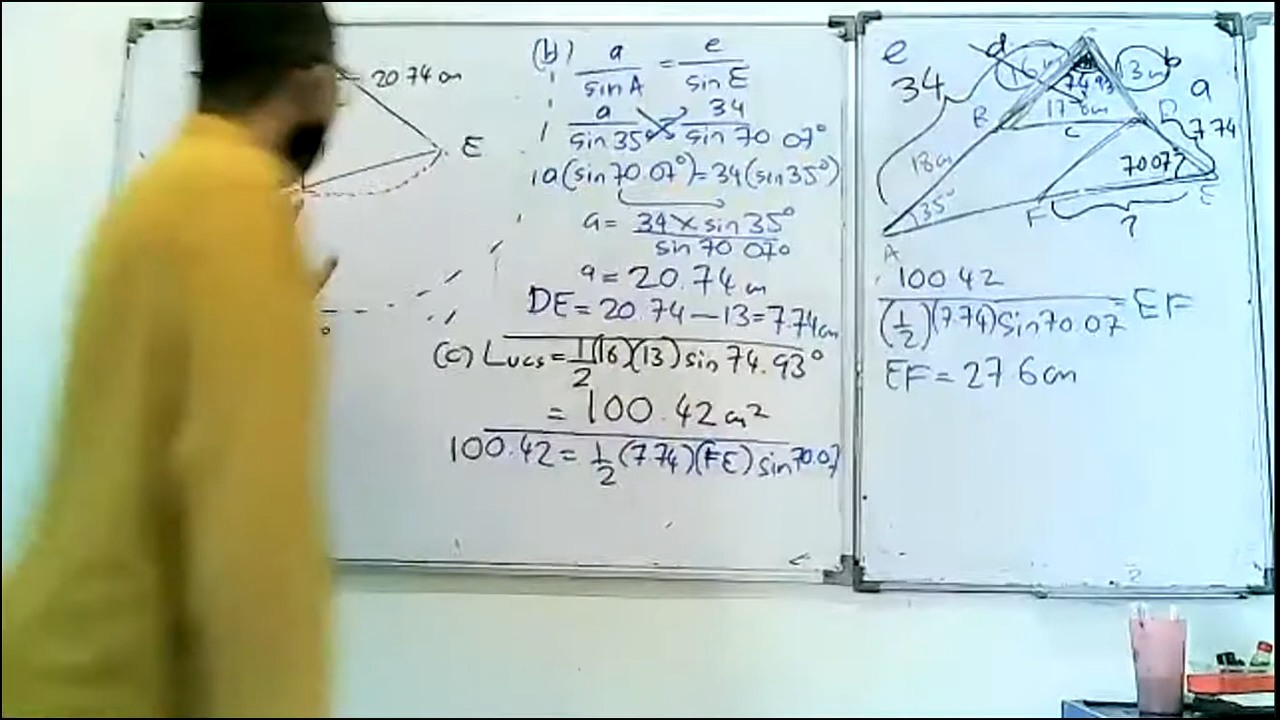 20.74 cm
E
(b) a/sin A = e/sin E
a/sin 35° = 34/sin 70.07°
a(sin 70.07°) = 34(sin 35°)
a = 34 × sin 35°/sin 70.07°
a = 20.74 cm
DE = 20.74 − 13 = 7.74 cm
(c) Lucs = 1/2 (16)(13) sin 74.93°
= 100.42 cm²
100.42 = 1/2 (7.74)(FE) sin 70.07
e
34
d
16 cm
74.93
13 cm
b
a
B
17.6 cm
c
D
7.74
18 cm
70.07°
35°
F
E
?
A
100.42/(1/2)(7.74) sin 70.07 = EF
EF = 27.6 cm